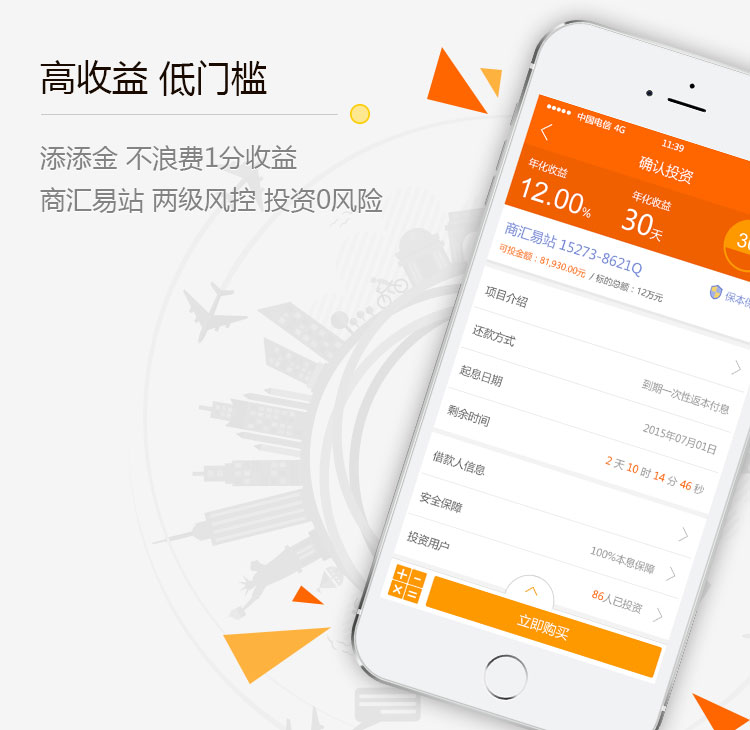 高收益 低门槛
添添金 不浪费1分收益
商汇易站 两级风控 投资0风险
中国电信 4G
11:39
确认投资
年化收益
12.00%
年化收益
30天
商汇易站 15273-8621Q
可投金额：81,930.00元 / 标的总额：12万元
项目介绍
还款方式
到期一次性返本付息
起息日期
2015年07月01日
剩余时间
2 天 10 时 14 分 46 秒
借款人信息
安全保障
100%本息保障
投资用户
86人已投资
立即购买